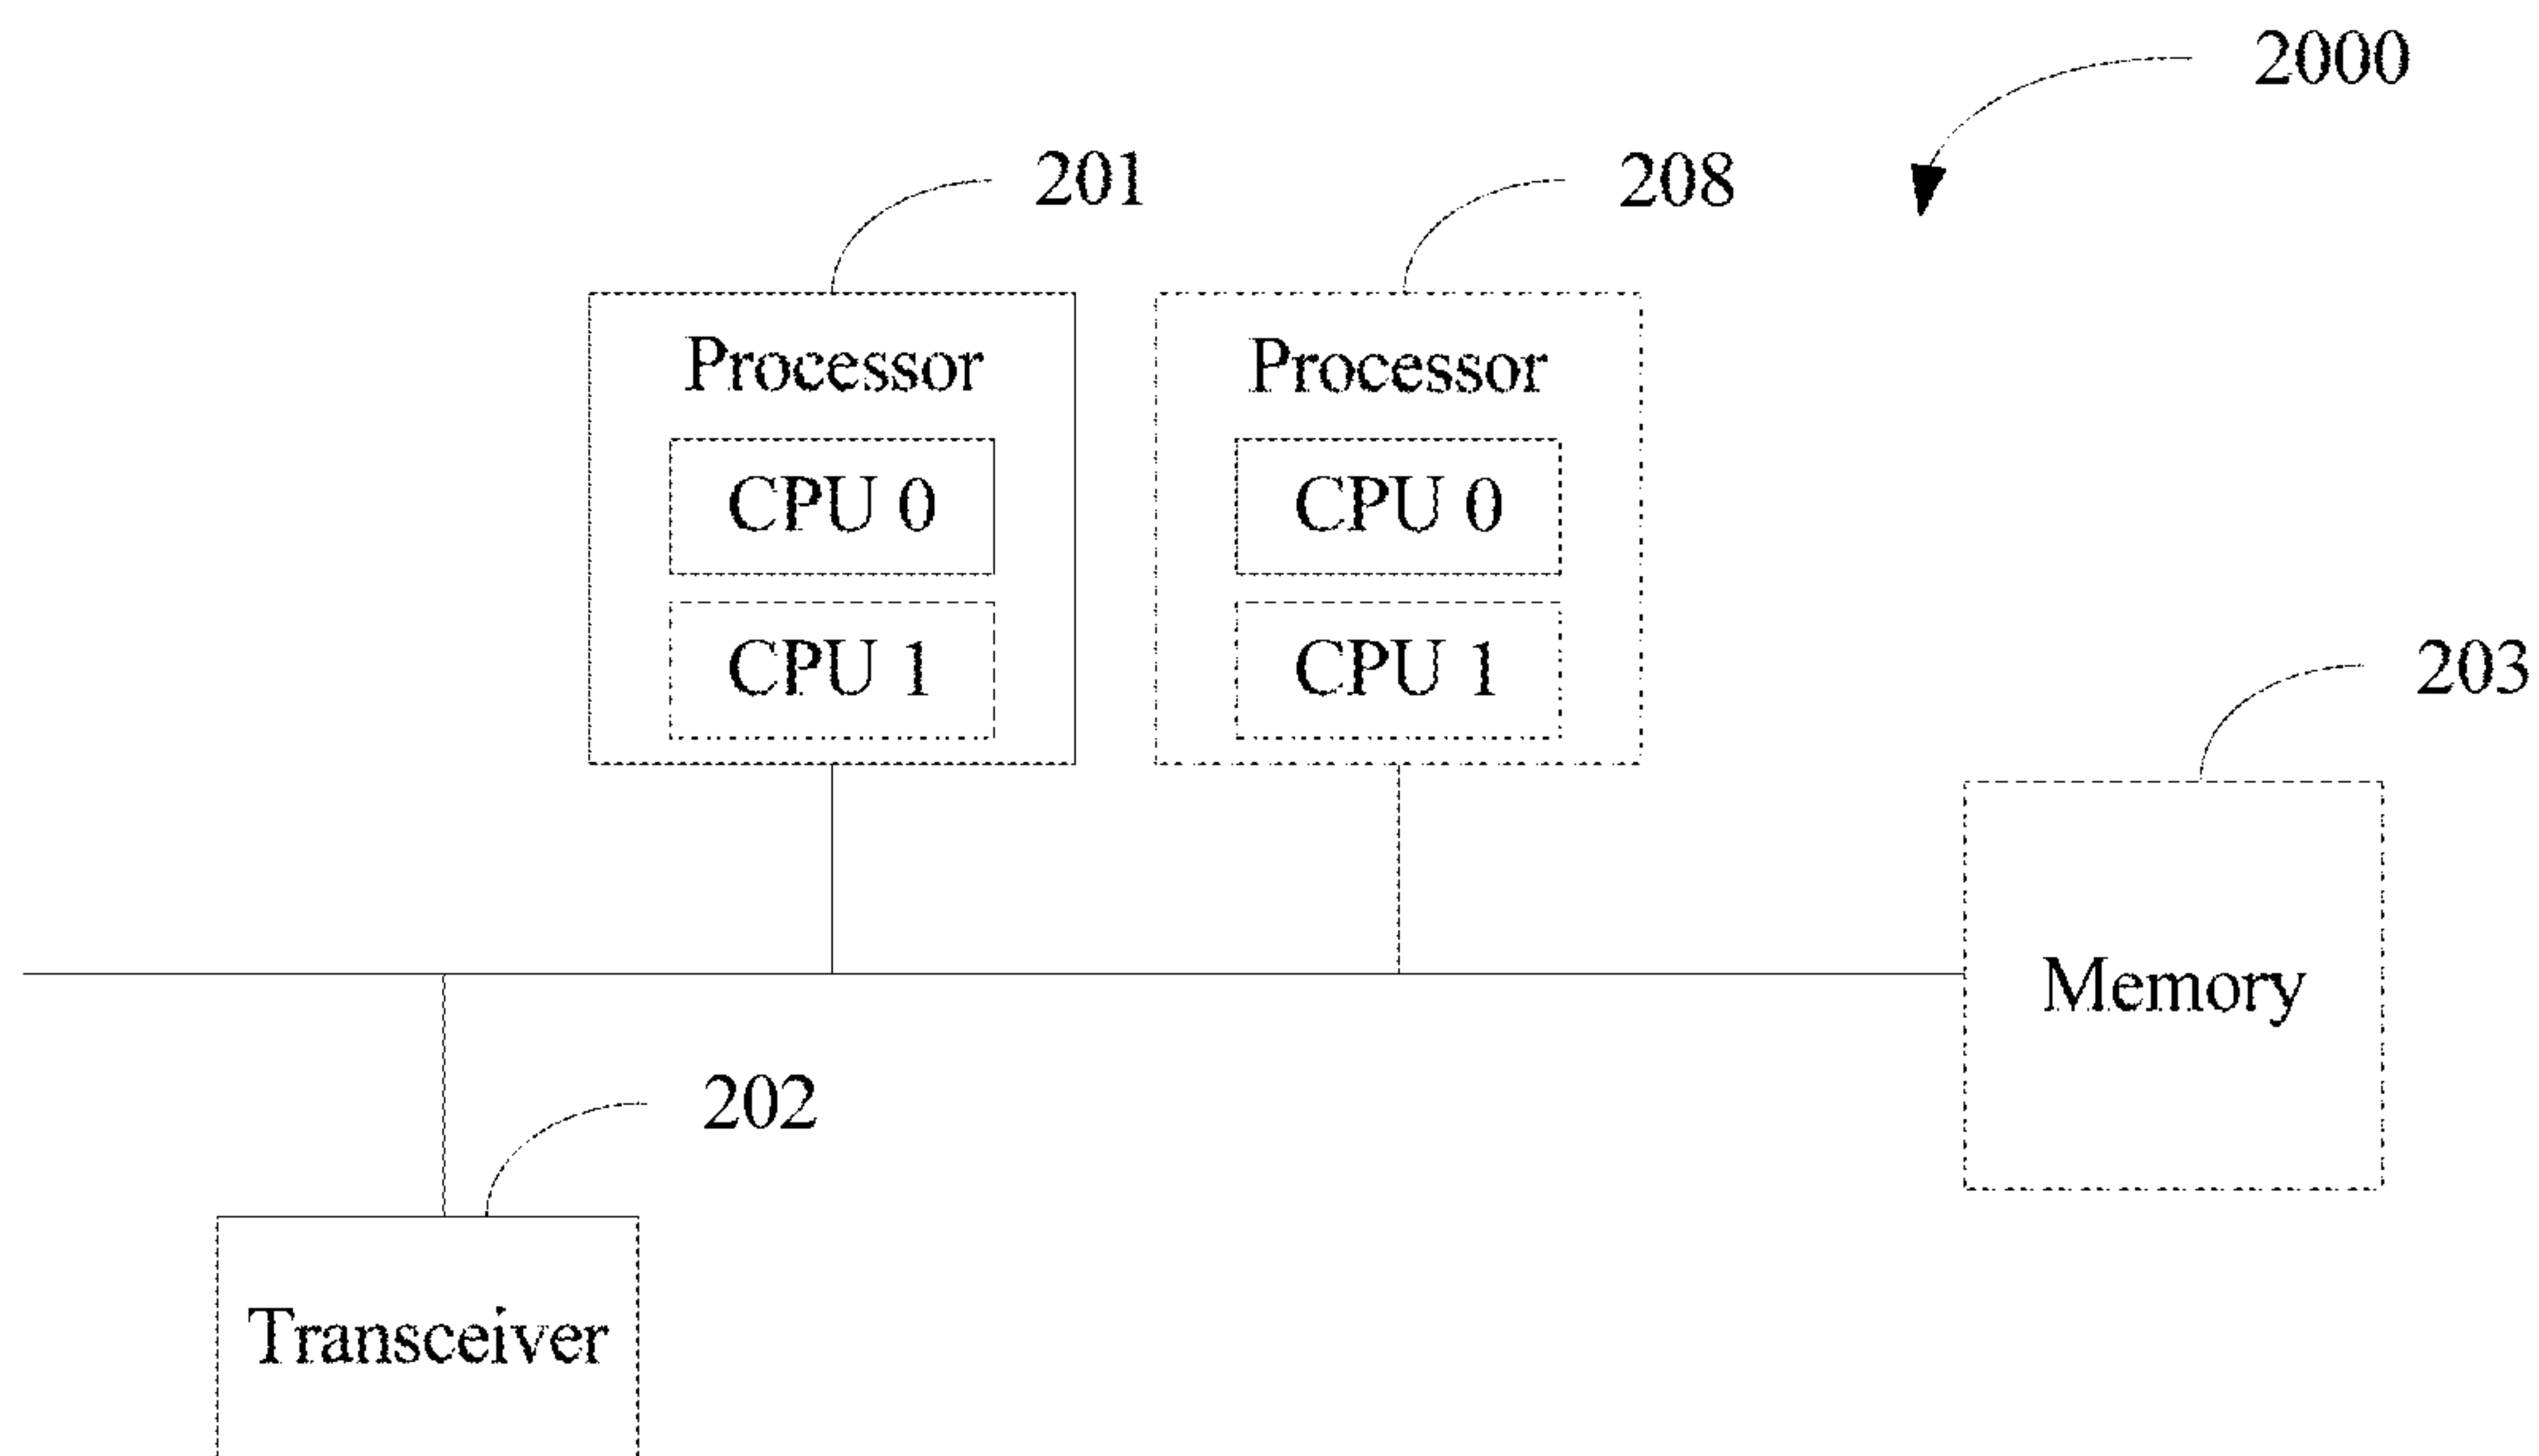 2000
201
208
Processor
Processor
CPU 0
CPU 0
CPU 1
CPU 1
203
Memory
202
Transceiver